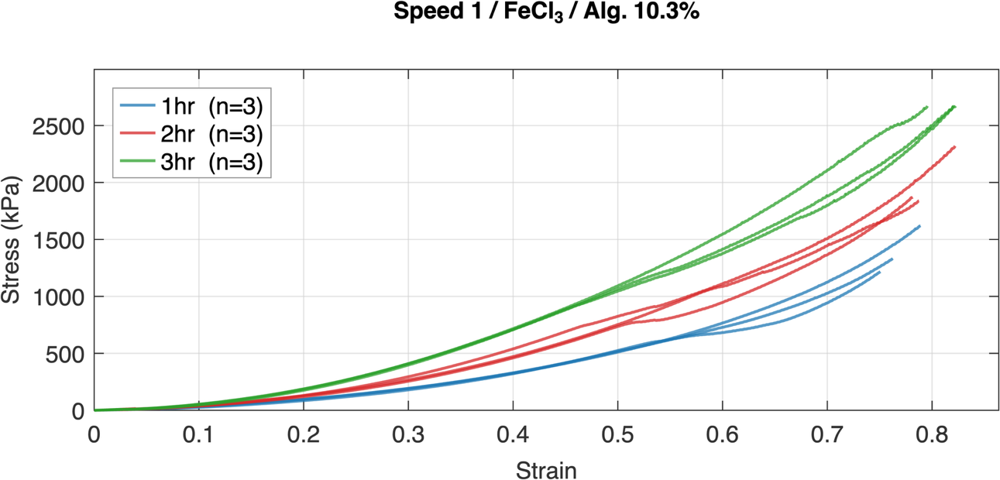 Speed 1 / FeCl₃ / Alg. 10.3%
1hr (n=3)
2hr (n=3)
3hr (n=3)
Stress (kPa)
2500
2000
1500
1000
500
0
0 0.1 0.2 0.3 0.4 0.5 0.6 0.7 0.8
Strain